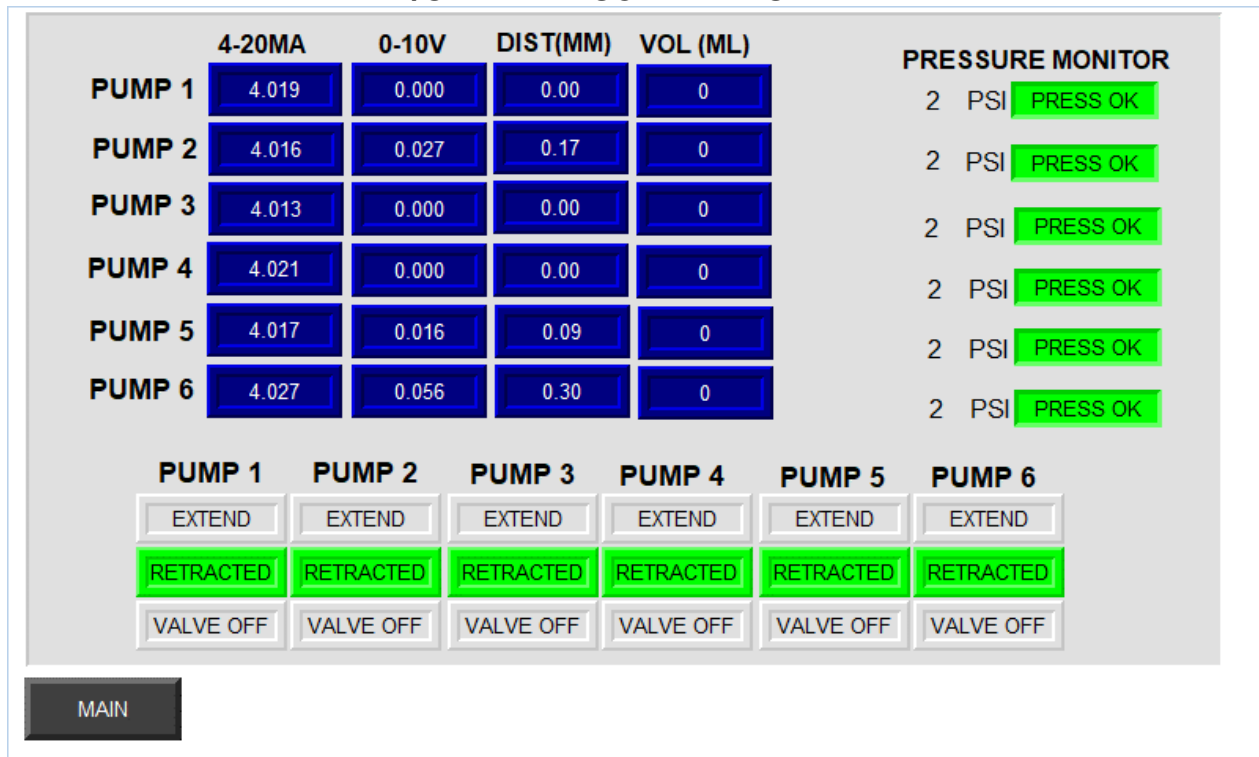 4-20MA 0-10V DIST(MM) VOL (ML) PRESSURE MONITOR
PUMP 1 4.019 0.000 0.00 0 2 PSI PRESS OK
PUMP 2 4.016 0.027 0.17 0 2 PSI PRESS OK
PUMP 3 4.013 0.000 0.00 0 2 PSI PRESS OK
PUMP 4 4.021 0.000 0.00 0 2 PSI PRESS OK
PUMP 5 4.017 0.016 0.09 0 2 PSI PRESS OK
PUMP 6 4.027 0.056 0.30 0 2 PSI PRESS OK
PUMP 1 PUMP 2 PUMP 3 PUMP 4 PUMP 5 PUMP 6
EXTEND EXTEND EXTEND EXTEND EXTEND EXTEND
RETRACTED RETRACTED RETRACTED RETRACTED RETRACTED RETRACTED
VALVE OFF VALVE OFF VALVE OFF VALVE OFF VALVE OFF VALVE OFF
MAIN